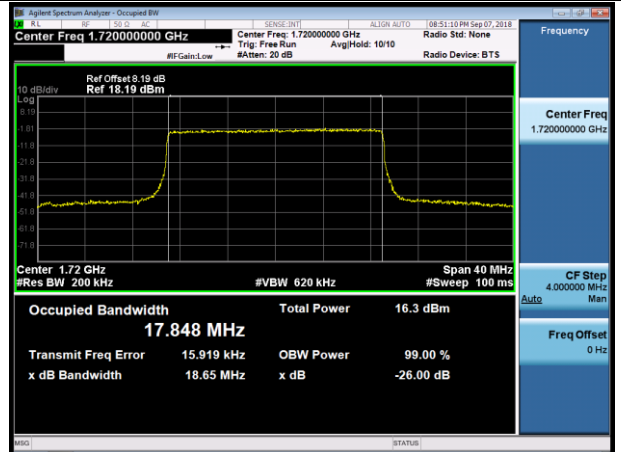 Agilent Spectrum Analyzer - Occupied BW
RL RF 50 Ω AC SENSE:INT ALIGN AUTO 08:51:10 PM Sep 07, 2018
Center Freq 1.720000000 GHz
Center Freq: 1.720000000 GHz
Radio Std: None
Trig: Free Run Avg|Hold: 10/10
#IFGain:Low #Atten: 20 dB Radio Device: BTS
Ref Offset 8.19 dB
10 dB/div Ref 18.19 dBm
Log
8.19
-1.81
-11.8
-21.8
-31.8
-41.8
-51.8
-61.8
-71.8
Center 1.72 GHz Span 40 MHz
#Res BW 200 kHz #VBW 620 kHz #Sweep 100 ms
Occupied Bandwidth Total Power 16.3 dBm
17.848 MHz
Transmit Freq Error 15.919 kHz OBW Power 99.00 %
x dB Bandwidth 18.65 MHz x dB -26.00 dB
MSG STATUS
Frequency
Center Freq
1.720000000 GHz
CF Step
4.000000 MHz
Auto Man
Freq Offset
0 Hz